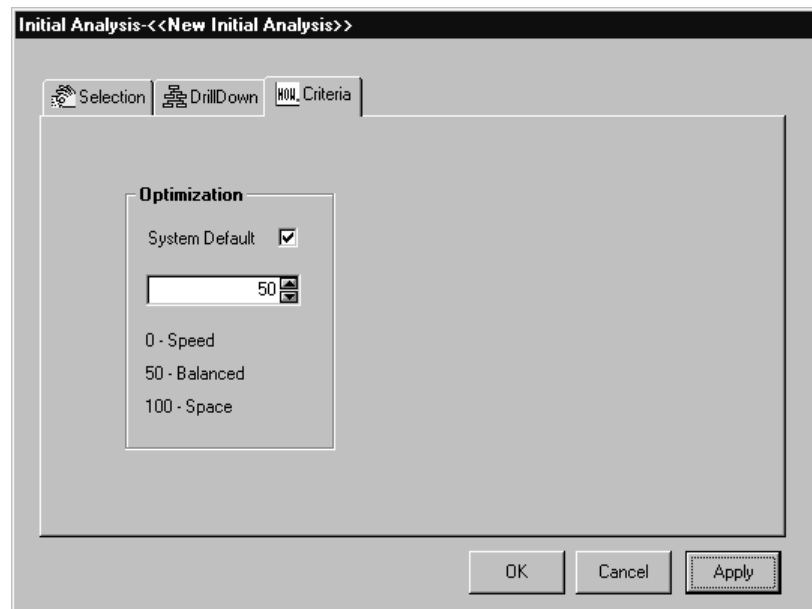 Initial Analysis-<<New Initial Analysis>>
Selection DrillDown HOW. Criteria
Optimization
System Default
50
0 - Speed
50 - Balanced
100 - Space
OK Cancel Apply